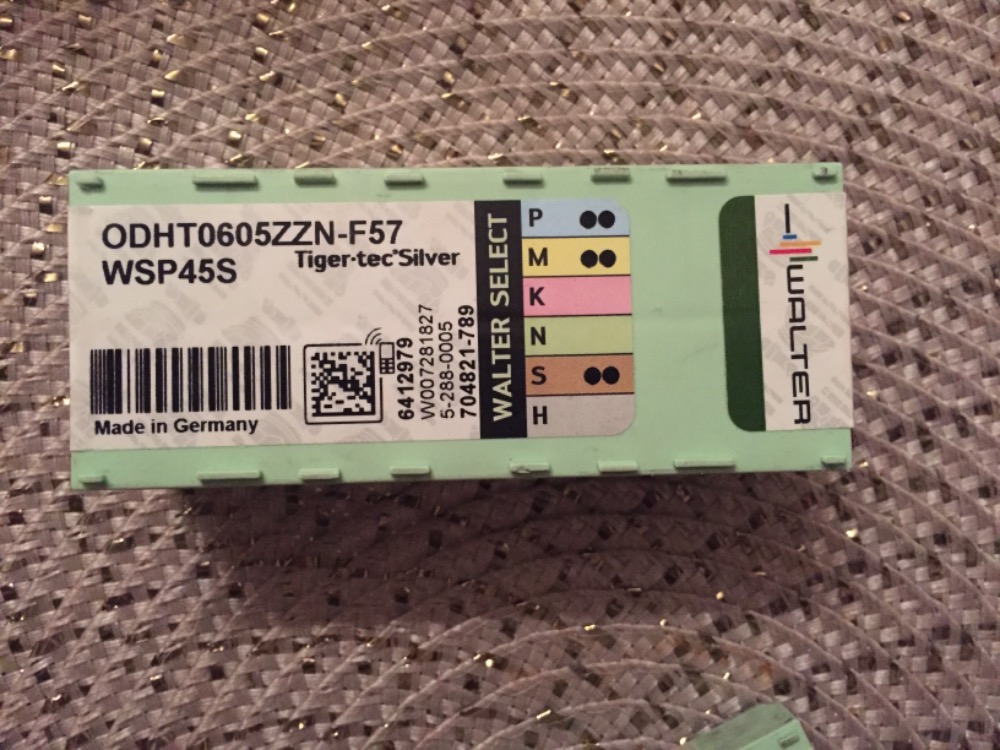 ODHT0605ZZN-F57
WSP45S
Tiger·tec®Silver
Made in Germany
6412979
W007281827
5-288-0005
704821-789
WALTER SELECT
P
M
K
N
S
H
WALTER